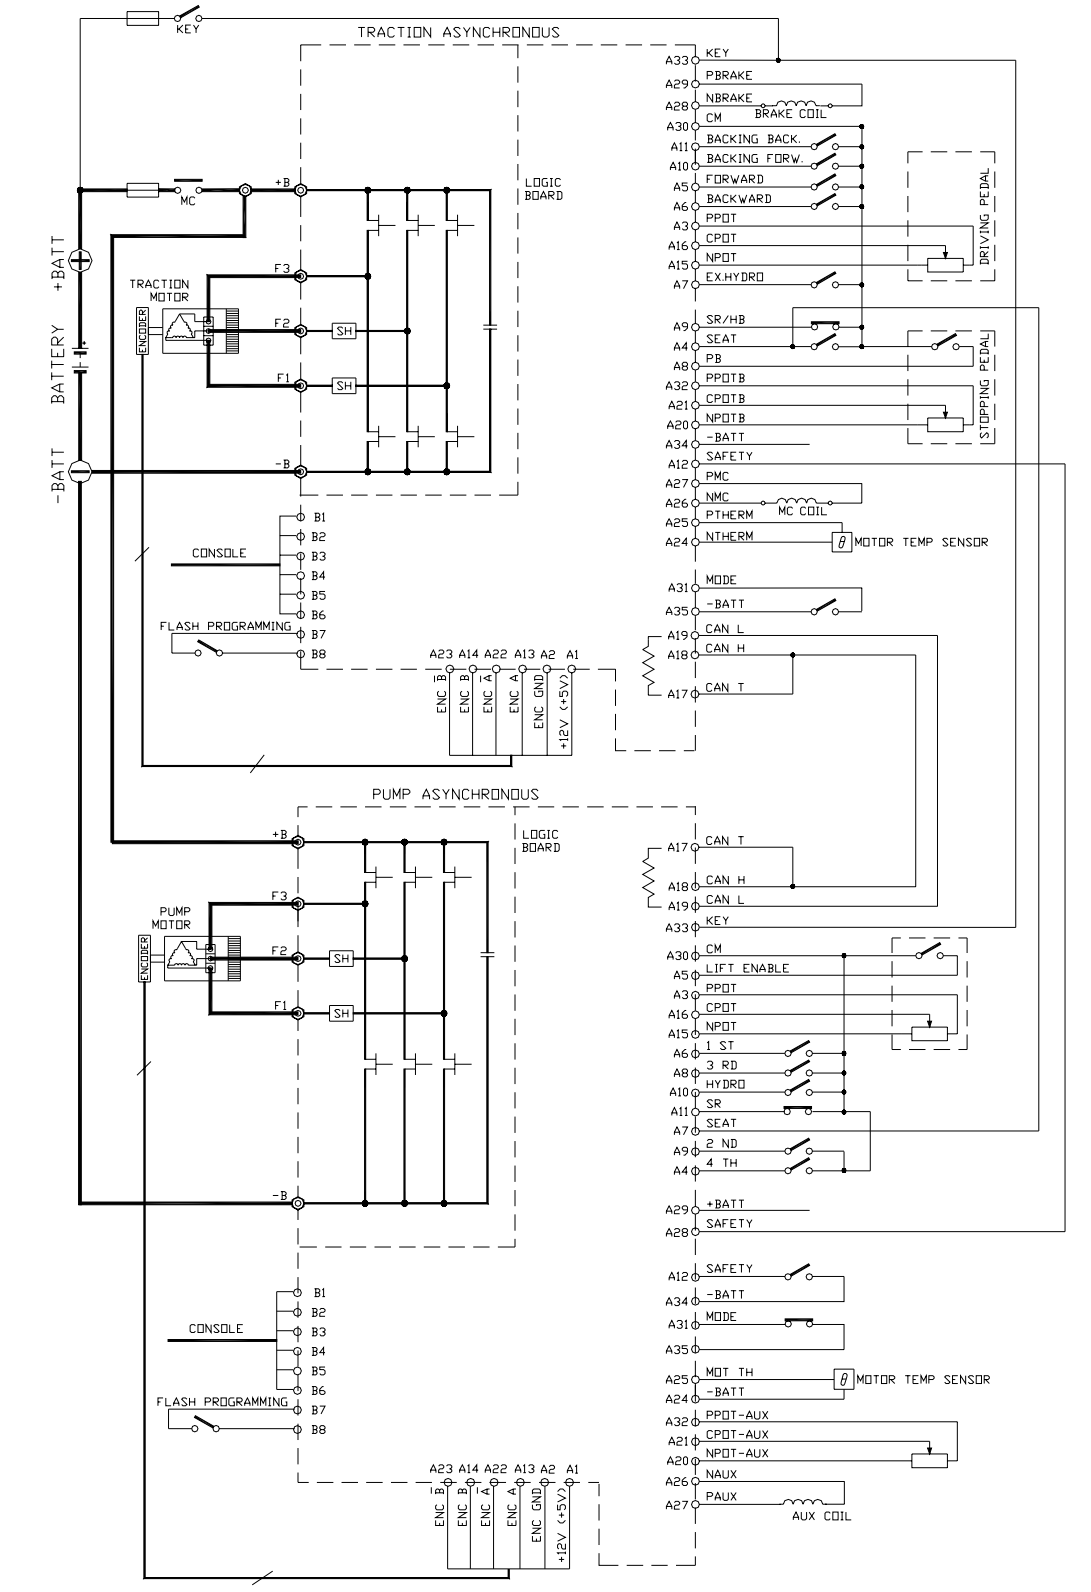 KEY
TRACTION ASYNCHRONOUS
A33 KEY
A29 PBRAKE
A28 NBRAKE
BRAKE COIL
A30 CM
A11 BACKING BACK.
A10 BACKING FORW.
A5 FORWARD
A6 BACKWARD
A3 PPOT
A16 CPOT
A15 NPOT
A7 EX.HYDRO
DRIVING PEDAL
A9 SR/HB
A4 SEAT
A8 PB
A32 PPOTB
A21 CPOTB
A20 NPOTB
STOPPING PEDAL
A34 -BATT
A12 SAFETY
A27 PMC
A26 NMC
MC COIL
A25 PTHERM
A24 NTHERM
θ MOTOR TEMP SENSOR
A31 MODE
A35 -BATT
A19 CAN L
A18 CAN H
A17 CAN T
LOGIC
BOARD
MC
+B
F3
F2
SH
F1
SH
-B
+BATT
BATTERY
+
-BATT
TRACTION
MOTOR
ENCODER
CONSOLE
B1
B2
B3
B4
B5
B6
FLASH PROGRAMMING
B7
B8
A23 A14 A22 A13 A2 A1
ENC B̅
ENC B
ENC A̅
ENC A
ENC GND
+12V (+5V)
PUMP ASYNCHRONOUS
LOGIC
BOARD
+B
F3
F2
SH
F1
SH
-B
PUMP
MOTOR
ENCODER
A17 CAN T
A18 CAN H
A19 CAN L
A33 KEY
A30 CM
A5 LIFT ENABLE
A3 PPOT
A16 CPOT
A15 NPOT
A6 1 ST
A8 3 RD
A10 HYDRO
A11 SR
A7 SEAT
A9 2 ND
A4 4 TH
A29 +BATT
A28 SAFETY
A12 SAFETY
A34 -BATT
A31 MODE
A35
A25 MOT TH
A24 -BATT
θ MOTOR TEMP SENSOR
A32 PPOT-AUX
A21 CPOT-AUX
A20 NPOT-AUX
A26 NAUX
A27 PAUX
AUX COIL
CONSOLE
B1
B2
B3
B4
B5
B6
FLASH PROGRAMMING
B7
B8
A23 A14 A22 A13 A2 A1
ENC B̅
ENC B
ENC A̅
ENC A
ENC GND
+12V (+5V)